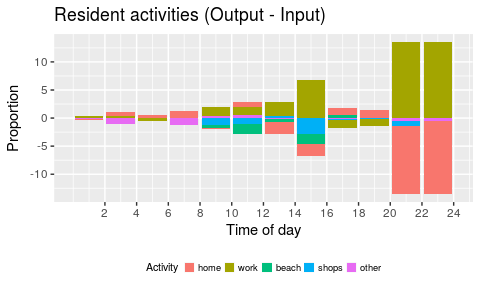 Resident activities (Output - Input)
Proportion
10
5
0
-5
-10
2 4 6 8 10 12 14 16 18 20 22 24
Time of day
Activity home work beach shops other